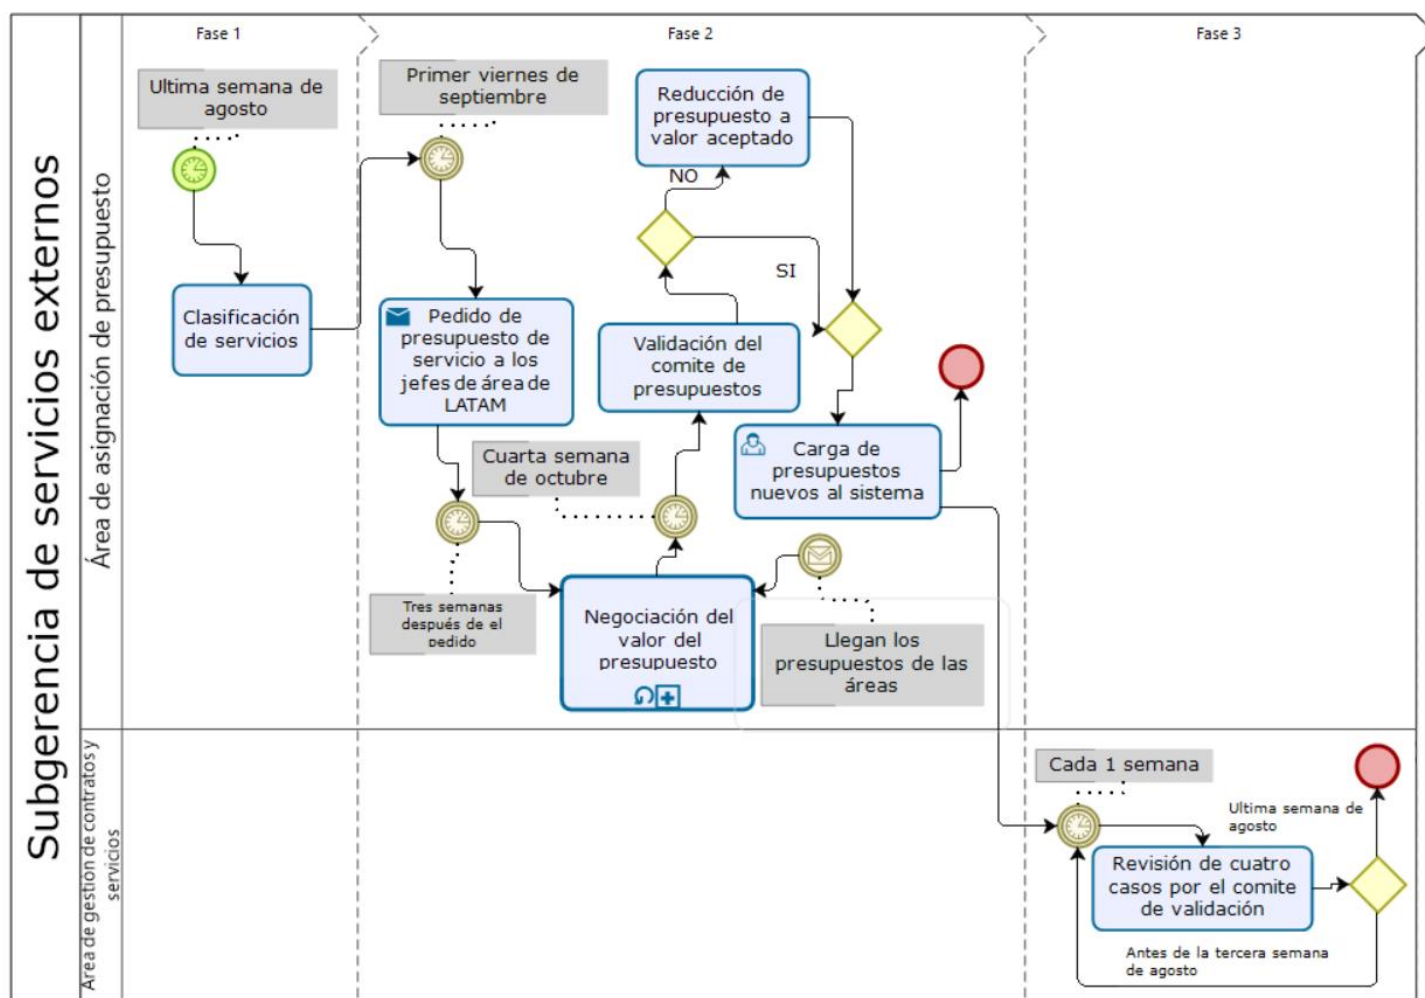 Subgerencia de servicios externos
Área de asignación de presupuesto
Fase 1
Fase 2
Fase 3
Ultima semana de
agosto
Clasificación
de servicios
Primer viernes de
septiembre
Pedido de
presupuesto de
servicio a los
jefes de área de
LATAM
Tres semanas
después de el
pedido
Cuarta semana
de octubre
Negociación del
valor del
presupuesto
Llegan los
presupuestos de las
áreas
Validación del
comite de
presupuestos
NO
SI
Reducción de
presupuesto a
valor aceptado
Carga de
presupuestos
nuevos al sistema
Area de gestión de contratos y
servicios
Cada 1 semana
Revisión de cuatro
casos por el comite
de validación
Ultima semana de
agosto
Antes de la tercera semana
de agosto